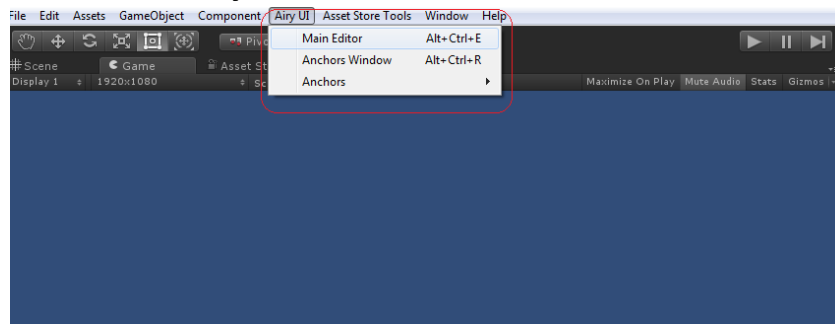 File Edit Assets GameObject Component Airy UI Asset Store Tools Window Help
Main Editor Alt+Ctrl+E
Anchors Window Alt+Ctrl+R
Anchors
Scene Game Asset
Display 1 1920x1080 Maximize On Play Mute Audio Stats Gizmos